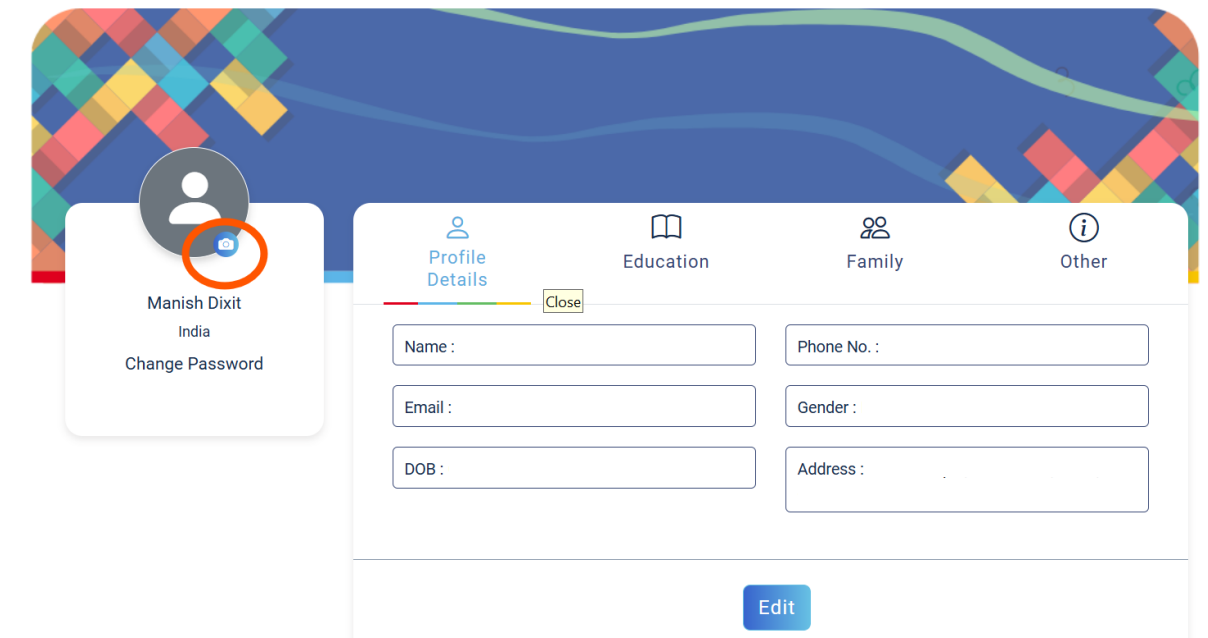 Manish Dixit
India
Change Password
Profile
Details
Education
Family
Other
Close
Name :
Phone No. :
Email :
Gender :
DOB :
Address :
Edit